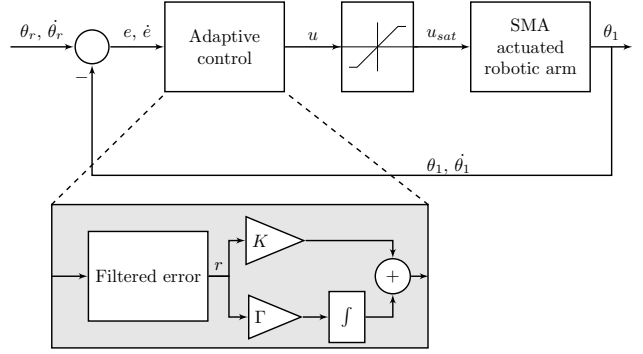 θr, θ̇r
e, ė
Adaptive
control
u
usat
SMA
actuated
robotic arm
θ1
−
θ1, θ̇1
Filtered error
r
K
Γ
∫
+